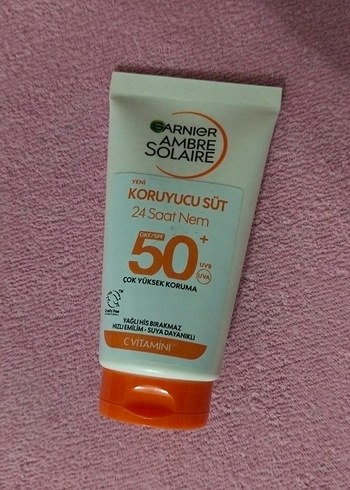 GARNIER
AMBRE
SOLAIRE
YENİ
KORUYUCU SÜT
24 Saat Nem
GKF/SPF
50+
UVB
UVA
ÇOK YÜKSEK KORUMA
YAĞLI HİS BIRAKMAZ
HIZLI EMİLİM - SUYA DAYANIKLI
C VİTAMİNİ